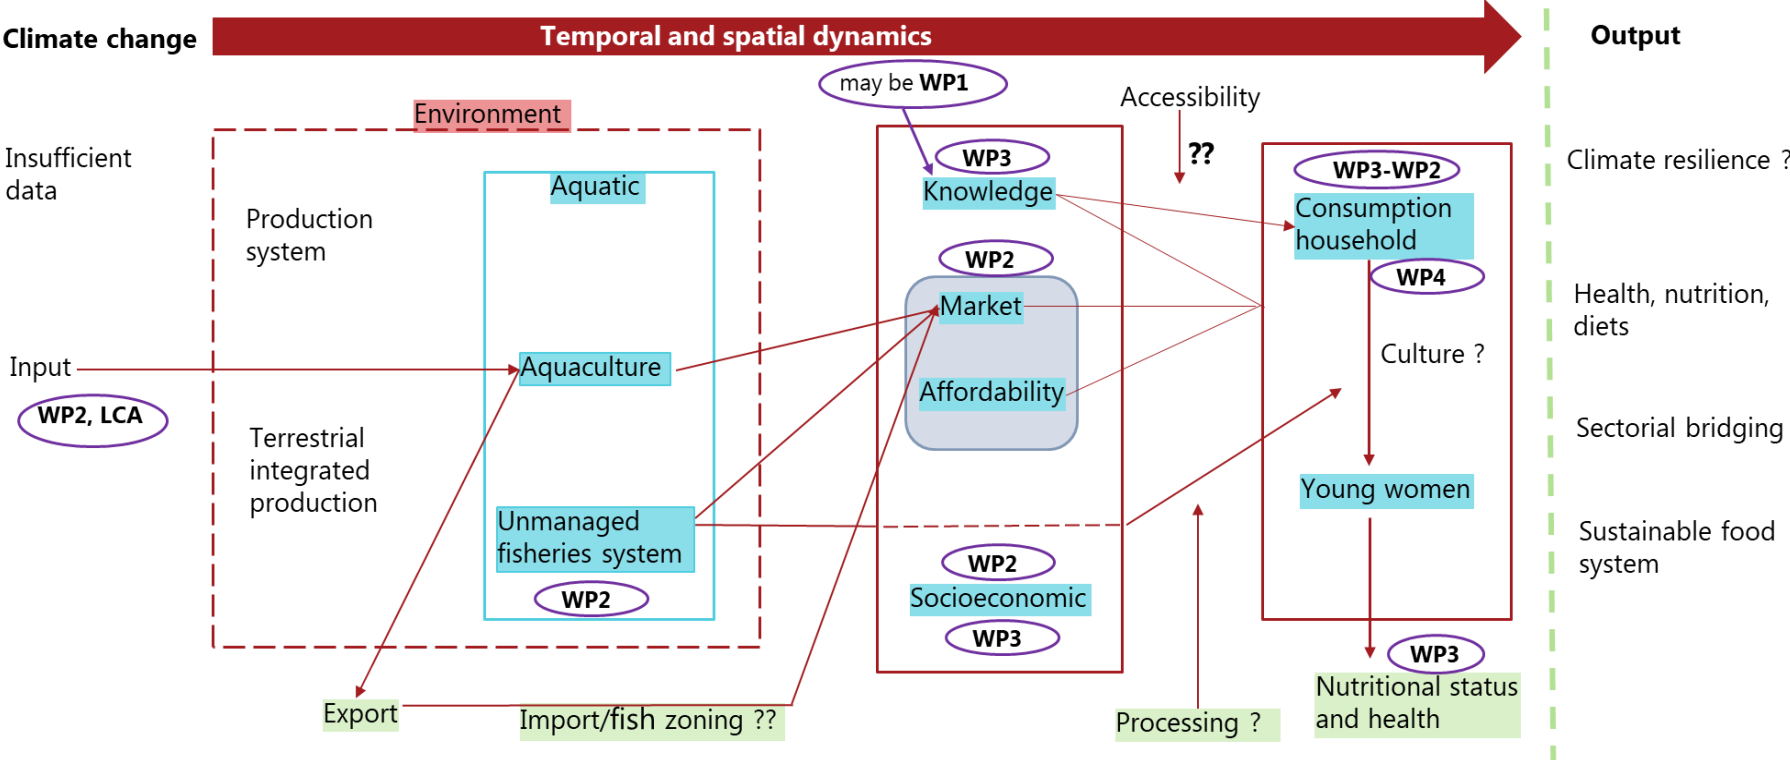 Climate change
Temporal and spatial dynamics
Output
may be WP1
Accessibility
??
Environment
Insufficient
data
Production
system
Aquatic
WP3
Knowledge
WP3-WP2
Consumption
household
WP4
Climate resilience ?
WP2
Market
Affordability
Health, nutrition,
diets
Input
WP2, LCA
Aquaculture
Culture ?
Terrestrial
integrated
production
Sectorial bridging
Young women
Unmanaged
fisheries system
WP2
WP2
Socioeconomic
WP3
Sustainable food
system
WP3
Nutritional status
and health
Export
Import/fish zoning ??
Processing ?